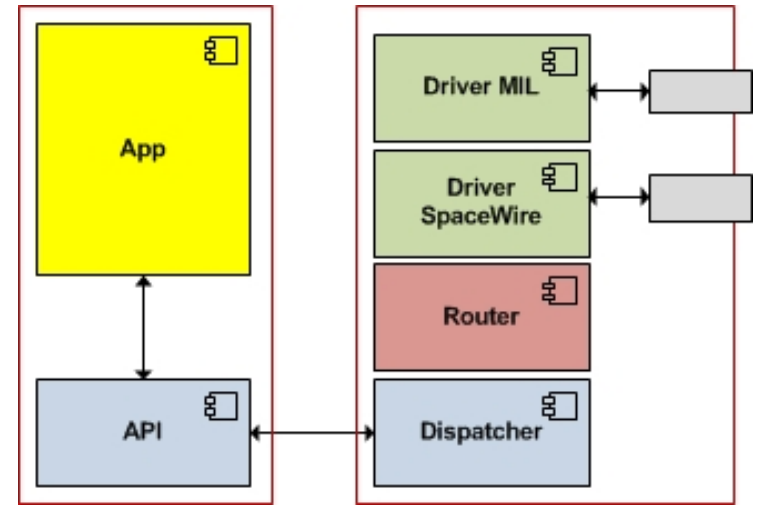 App
API
Driver MIL
Driver
SpaceWire
Router
Dispatcher